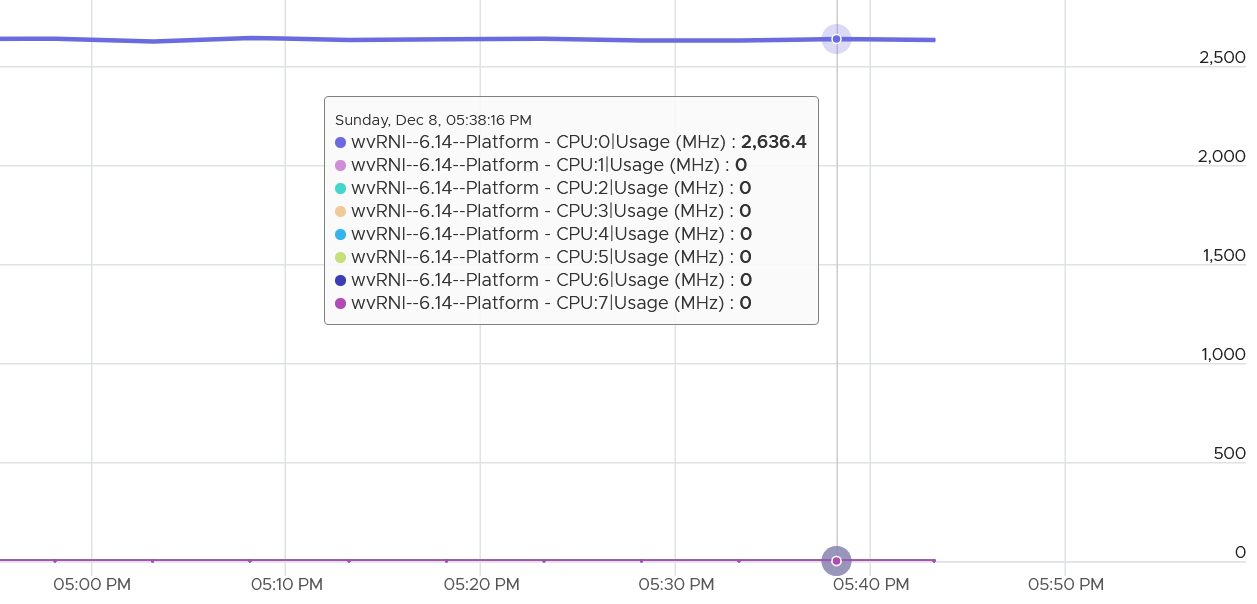 2,500
Sunday, Dec 8, 05:38:16 PM
wvRNI--6.14--Platform - CPU:0|Usage (MHz) : 2,636.4
wvRNI--6.14--Platform - CPU:1|Usage (MHz) : 0
2,000
wvRNI--6.14--Platform - CPU:2|Usage (MHz) : 0
wvRNI--6.14--Platform - CPU:3|Usage (MHz) : 0
wvRNI--6.14--Platform - CPU:4|Usage (MHz) : 0
wvRNI--6.14--Platform - CPU:5|Usage (MHz) : 0
1,500
wvRNI--6.14--Platform - CPU:6|Usage (MHz) : 0
wvRNI--6.14--Platform - CPU:7|Usage (MHz) : 0
1,000
500
0
05:00 PM 05:10 PM 05:20 PM 05:30 PM 05:40 PM 05:50 PM